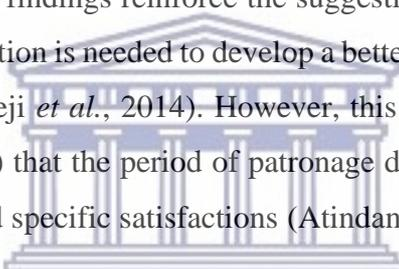 findings reinforce the suggesti
tion is needed to develop a bette
eji et al., 2014). However, this
) that the period of patronage d
d specific satisfactions (Atindan